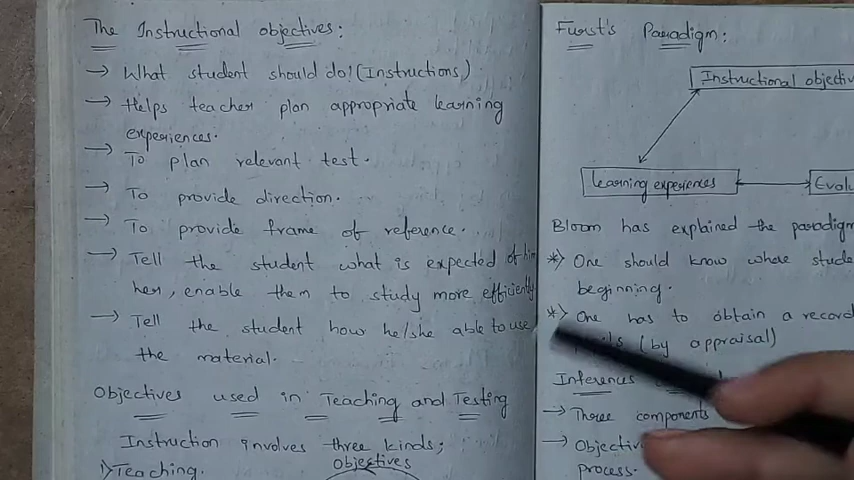 The Instructional objectives:
→ What student should do! (Instructions)
→ Helps teacher plan appropriate learning
experiences.
→ To plan relevant test.
→ To provide direction.
→ To provide frame of reference.
→ Tell the student what is expected of him
her, enable them to study more efficiently
→ Tell the student how he/she able to use
the material.
Objectives used in Teaching and Testing
Instruction involves three kinds;
1) Teaching.
Objectives
Furst's Paradigm:
Instructional objectiv
Learning experiences
Evalu
Bloom has explained the paradigm
*) One should know where stude
beginning.
*) One has to obtain a record
(by appraisal)
Inferences
→ Three components
→ Objectiv
process.